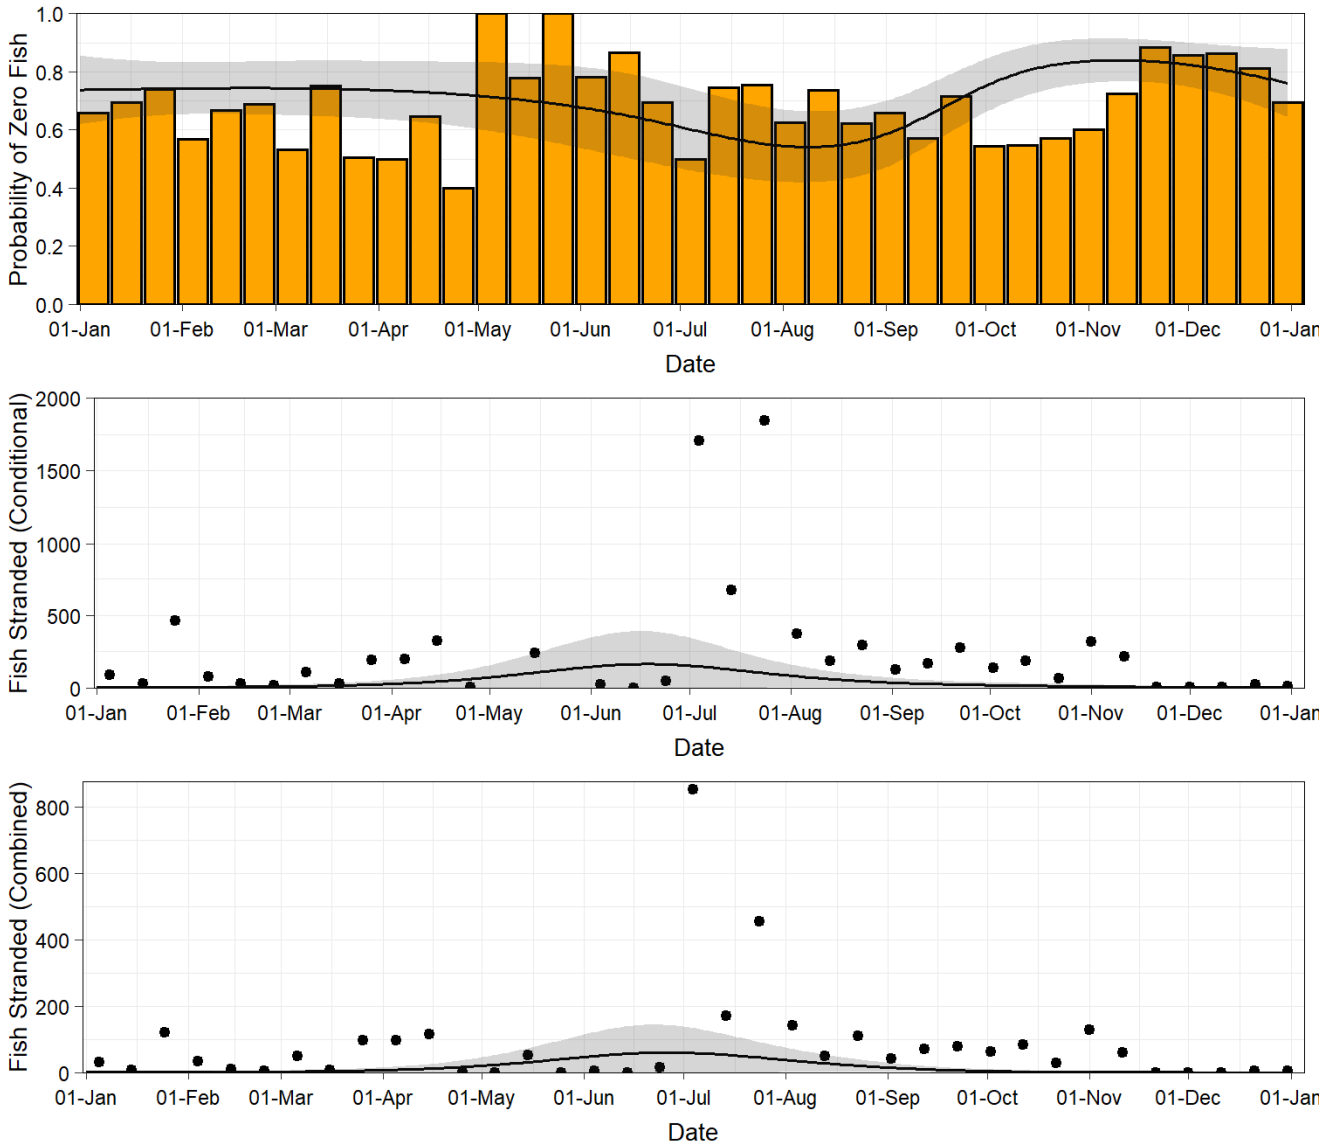 Probability of Zero Fish
1.0
0.8
0.6
0.4
0.2
0.0
01-Jan 01-Feb 01-Mar 01-Apr 01-May 01-Jun 01-Jul 01-Aug 01-Sep 01-Oct 01-Nov 01-Dec 01-Jan
Date
Fish Stranded (Conditional)
2000
1500
1000
500
0
01-Jan 01-Feb 01-Mar 01-Apr 01-May 01-Jun 01-Jul 01-Aug 01-Sep 01-Oct 01-Nov 01-Dec 01-Jan
Date
Fish Stranded (Combined)
800
600
400
200
0
01-Jan 01-Feb 01-Mar 01-Apr 01-May 01-Jun 01-Jul 01-Aug 01-Sep 01-Oct 01-Nov 01-Dec 01-Jan
Date